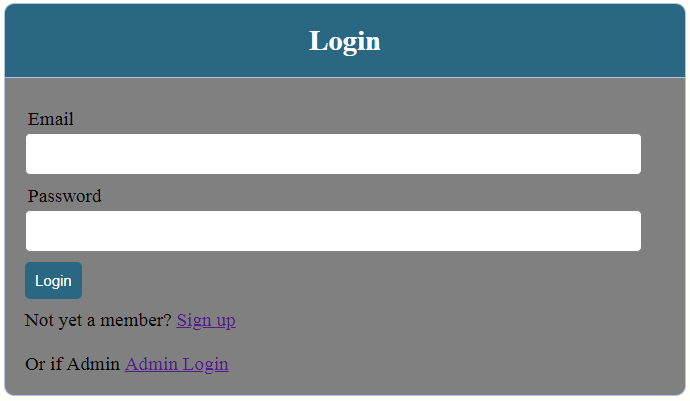 Login
Email
Password
Login
Not yet a member? Sign up
Or if Admin Admin Login